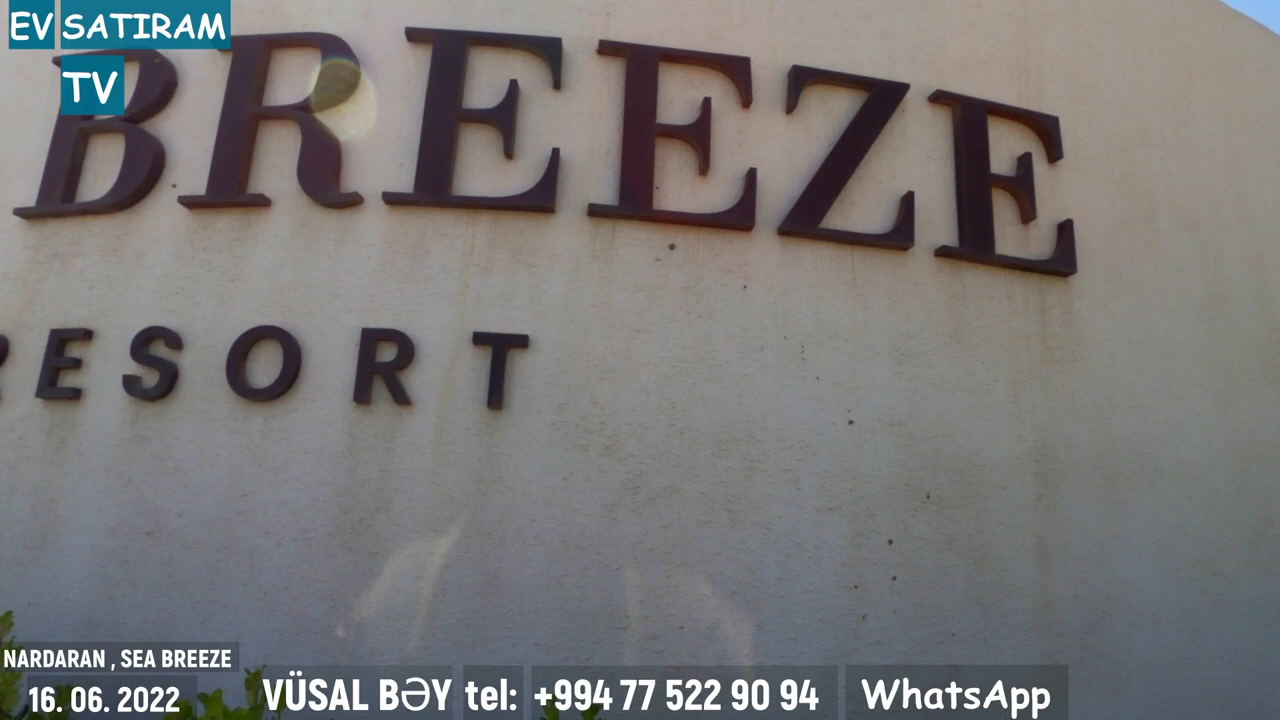 EV SATIRAM
TV
BREEZE
RESORT
NARDARAN , SEA BREEZE
16. 06. 2022
VÜSAL BƏY tel: +994 77 522 90 94 WhatsApp